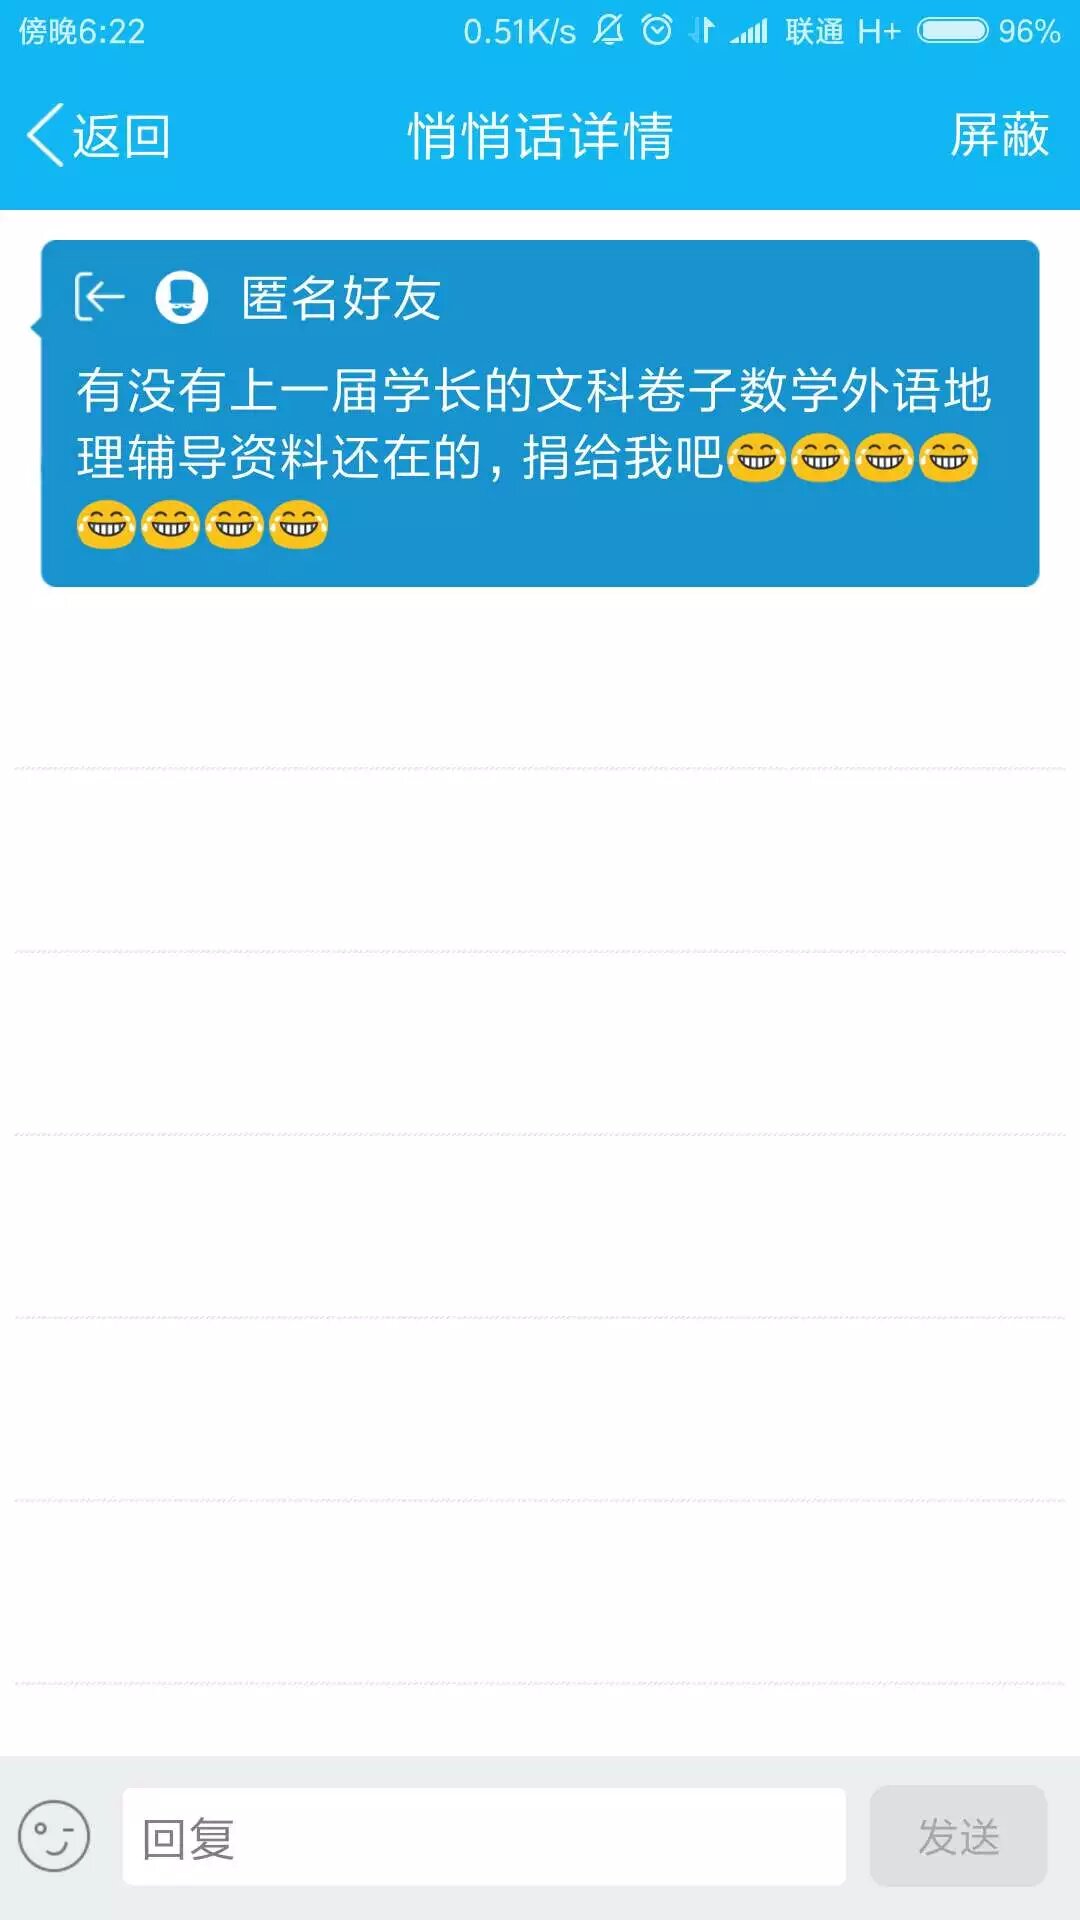 傍晚6:22 0.51K/s 联通 H+ 96%
返回 悄悄话详情 屏蔽
匿名好友
有没有上一届学长的文科卷子数学外语地
理辅导资料还在的，捐给我吧😂😂😂😂
😂😂😂😂
回复 发送